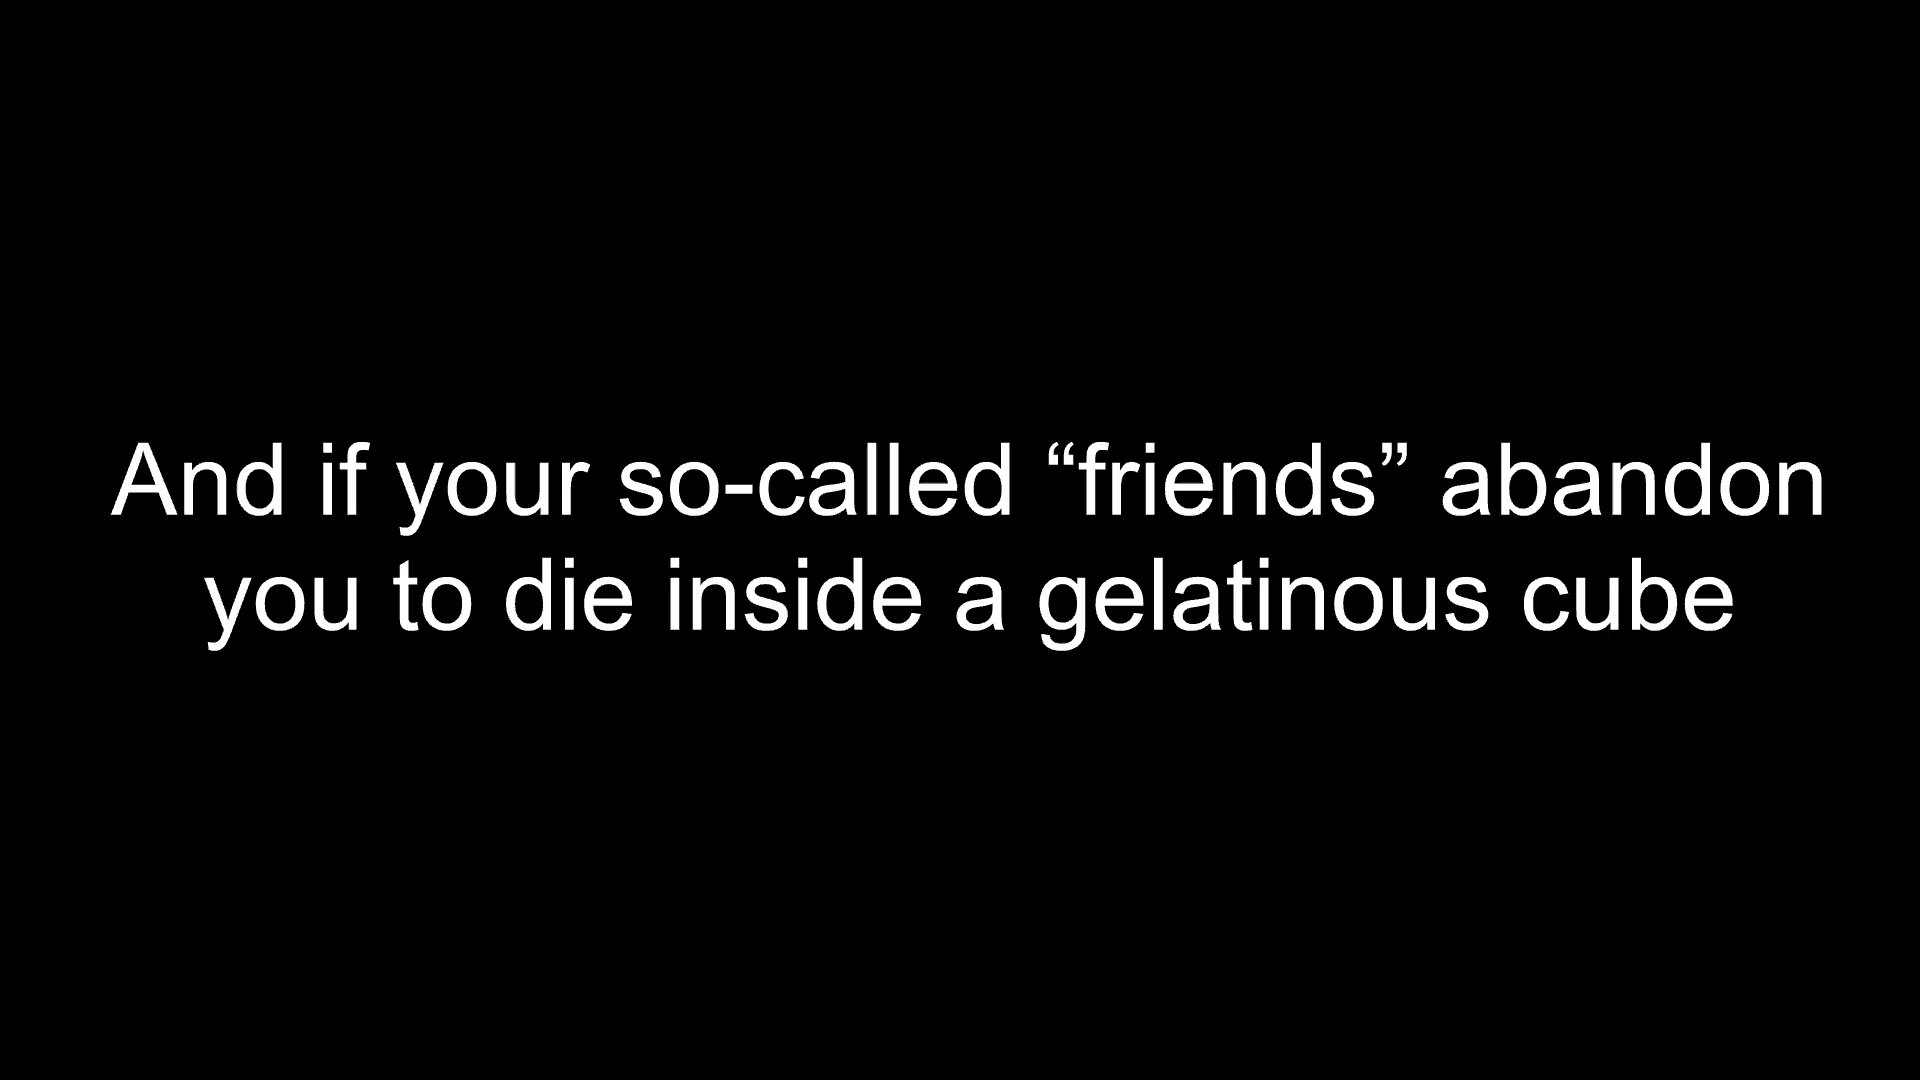 And if your so-called “friends” abandon
you to die inside a gelatinous cube